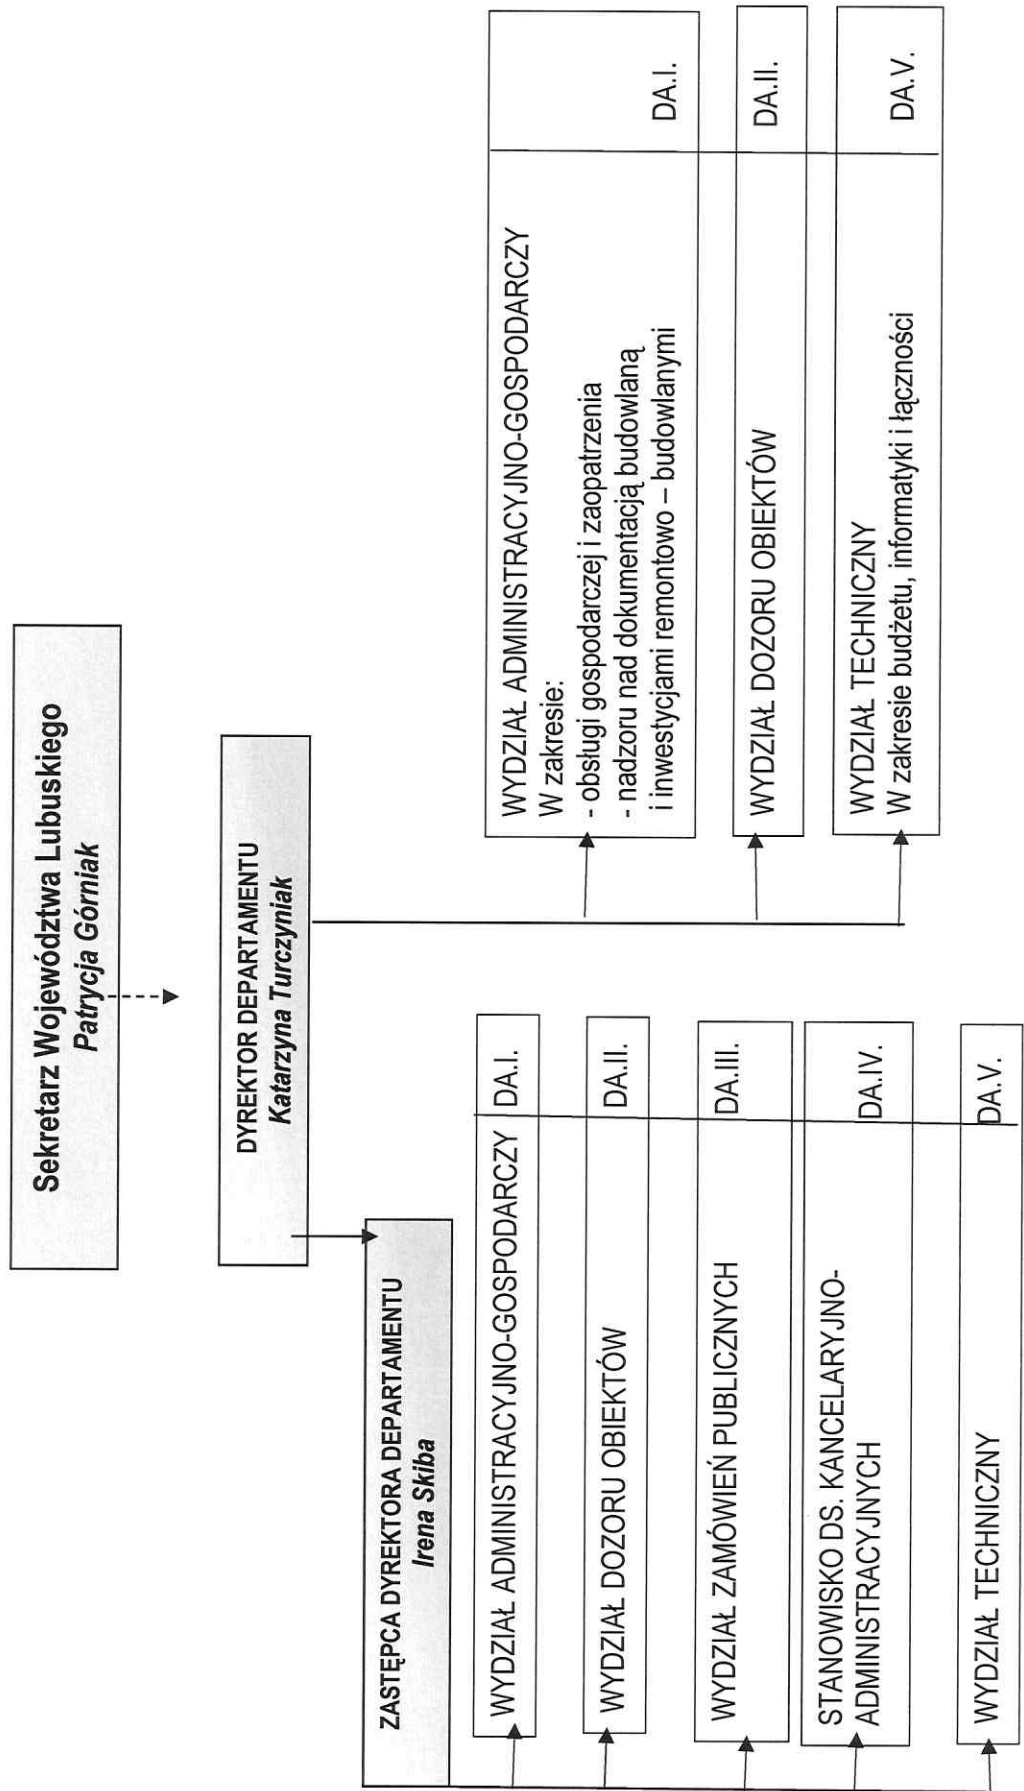 Sekretarz Województwa Lubuskiego
Patrycja Górniak
DYREKTOR DEPARTAMENTU
Katarzyna Turczyniak
ZASTĘPCA DYREKTORA DEPARTAMENTU
Irena Skiba
WYDZIAŁ ADMINISTRACYJNO-GOSPODARCZY DA.I.
WYDZIAŁ DOZORU OBIEKTÓW DA.II.
WYDZIAŁ ZAMÓWIEŃ PUBLICZNYCH DA.III.
STANOWISKO DS. KANCELARYJNO-
ADMINISTRACYJNYCH DA.IV.
WYDZIAŁ TECHNICZNY DA.V.
WYDZIAŁ ADMINISTRACYJNO-GOSPODARCZY
W zakresie:
- obsługi gospodarczej i zaopatrzenia
- nadzoru nad dokumentacją budowlaną
i inwestycjami remontowo – budowlanymi DA.I.
WYDZIAŁ DOZORU OBIEKTÓW DA.II.
WYDZIAŁ TECHNICZNY
W zakresie budżetu, informatyki i łączności DA.V.